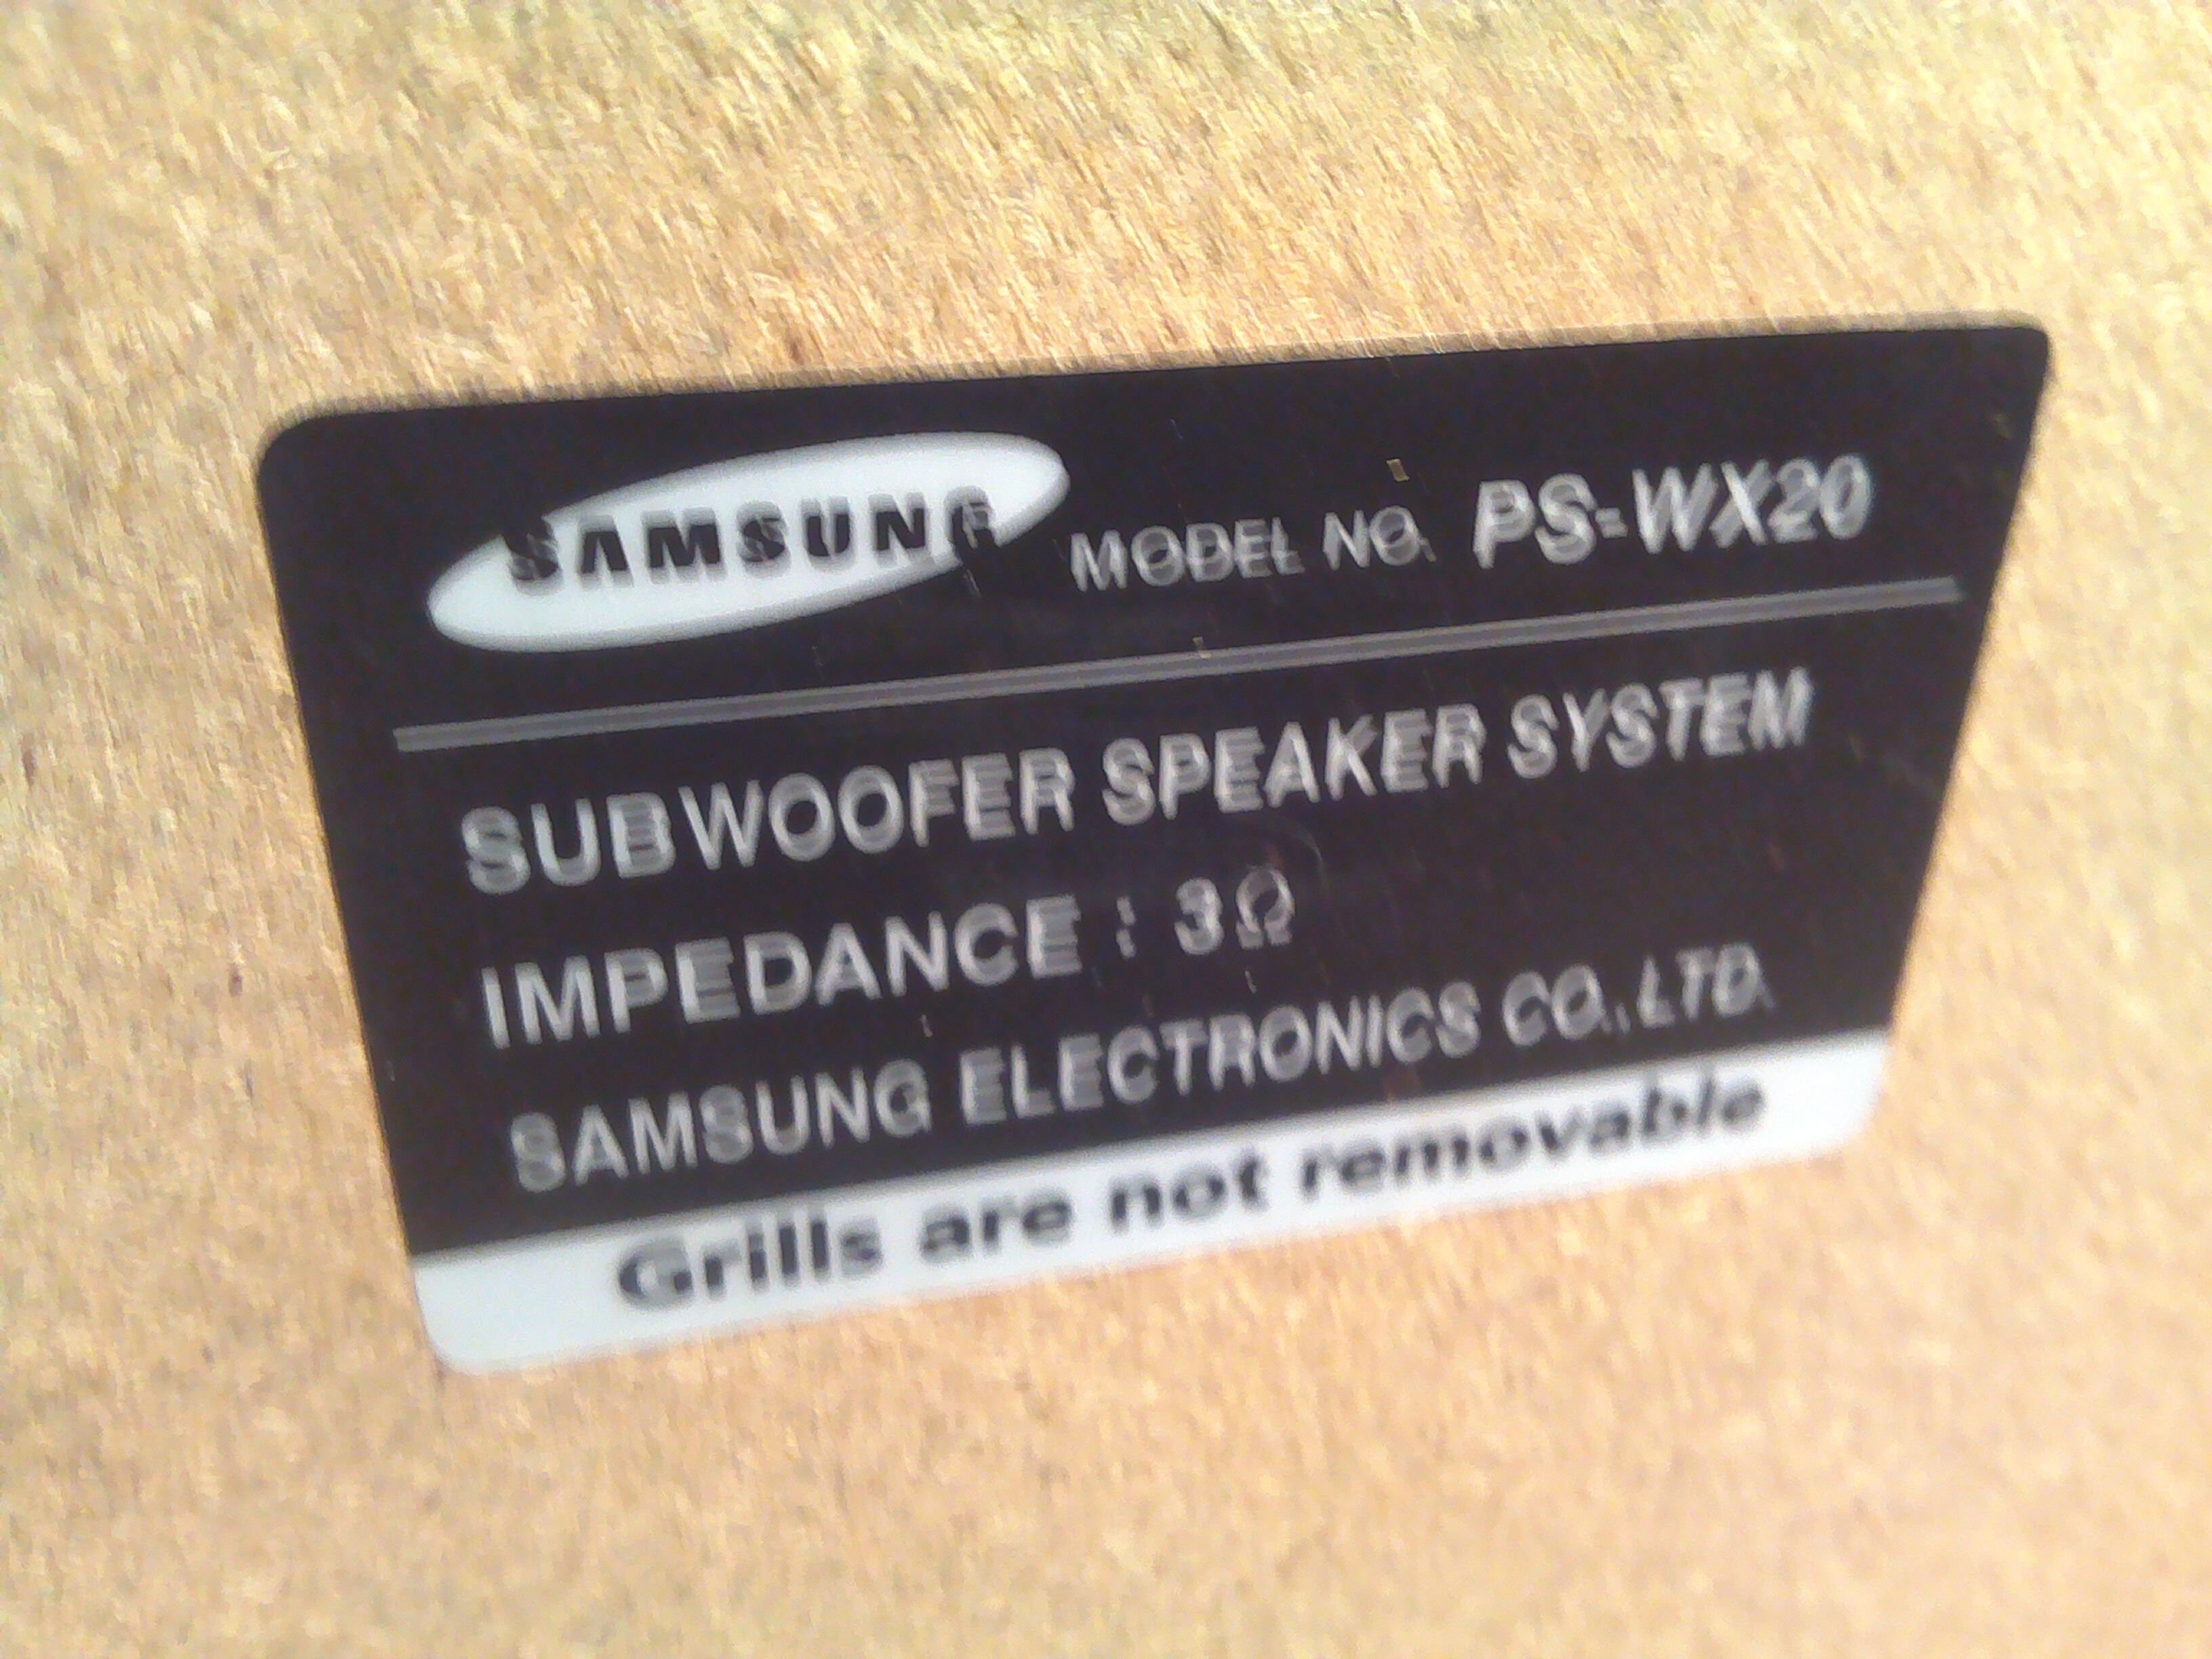 SAMSUNG MODEL NO. PS-WX20
SUBWOOFER SPEAKER SYSTEM
IMPEDANCE : 3Ω
SAMSUNG ELECTRONICS CO.,LTD.
Grills are not removable